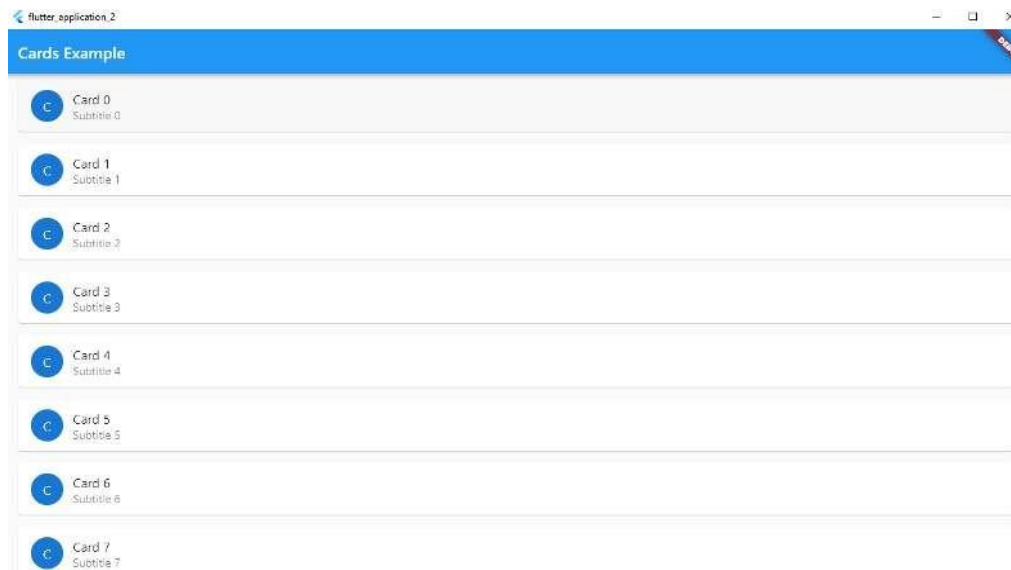 flutter_application_2
Cards Example
C
Card 0
Subtitle 0
C
Card 1
Subtitle 1
C
Card 2
Subtitle 2
C
Card 3
Subtitle 3
C
Card 4
Subtitle 4
C
Card 5
Subtitle 5
C
Card 6
Subtitle 6
C
Card 7
Subtitle 7